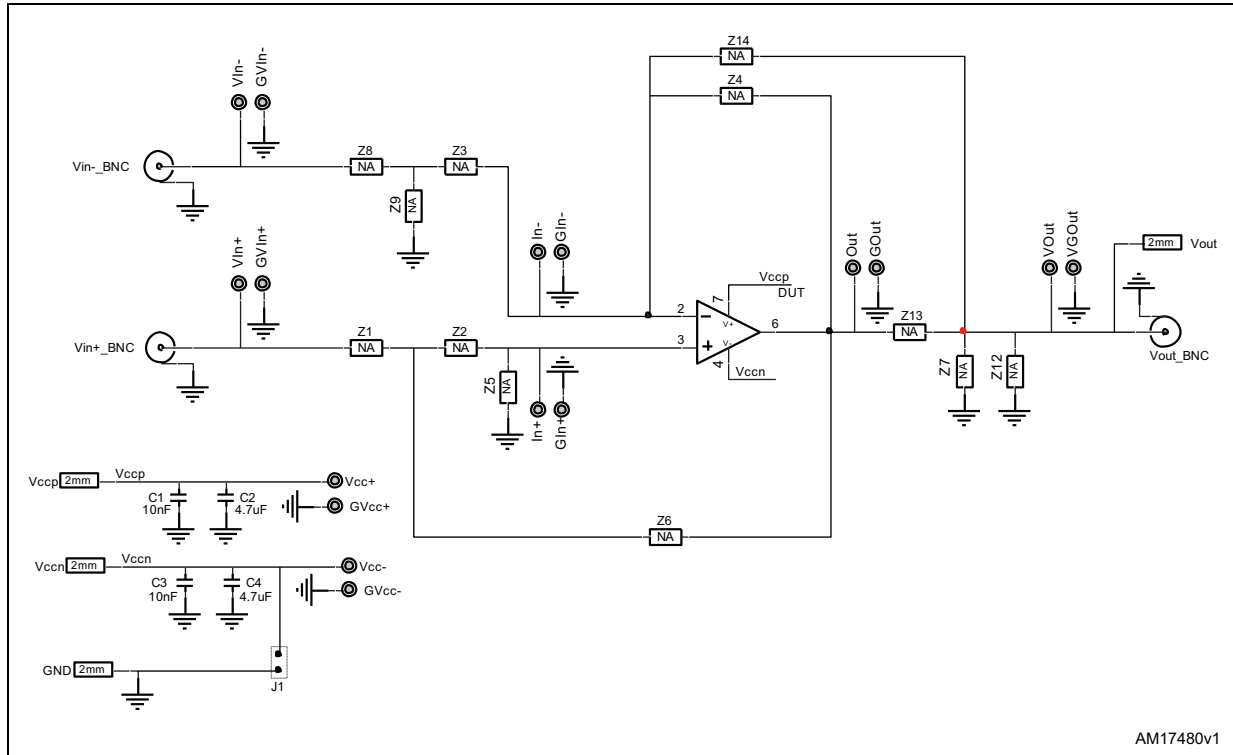 Z14
NA
Z4
NA
VIn-
GVIn-
Vin-_BNC
Z8
NA
Z3
NA
Z9
NA
VIn+
GVIn+
In-
GIn-
Out
GOut
VOut
VGOut
2mm Vout
Vccp
DUT
7
2
V+
6
Z13
NA
Vin+_BNC
Z1
NA
Z2
NA
3
V-
4
Vccn
Vout_BNC
Z5
NA
Z7
NA
Z12
NA
In+
GIn+
Vccp 2mm Vccp
Vcc+
C1
10nF
C2
4.7uF
GVcc+
Z6
NA
Vccn 2mm Vccn
Vcc-
C3
10nF
C4
4.7uF
GVcc-
GND 2mm
J1
AM17480v1